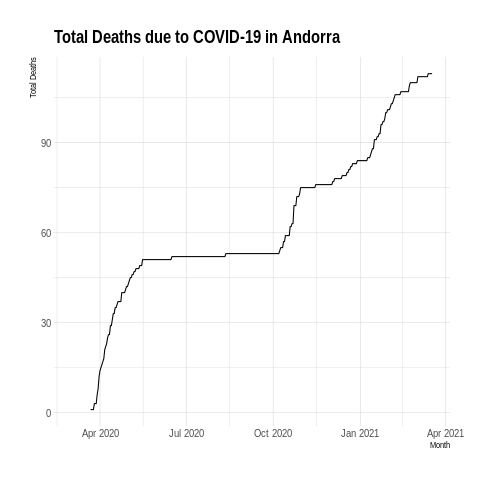 Total Deaths due to COVID-19 in Andorra
Total Deaths
90
60
30
0
Apr 2020 Jul 2020 Oct 2020 Jan 2021 Apr 2021
Month